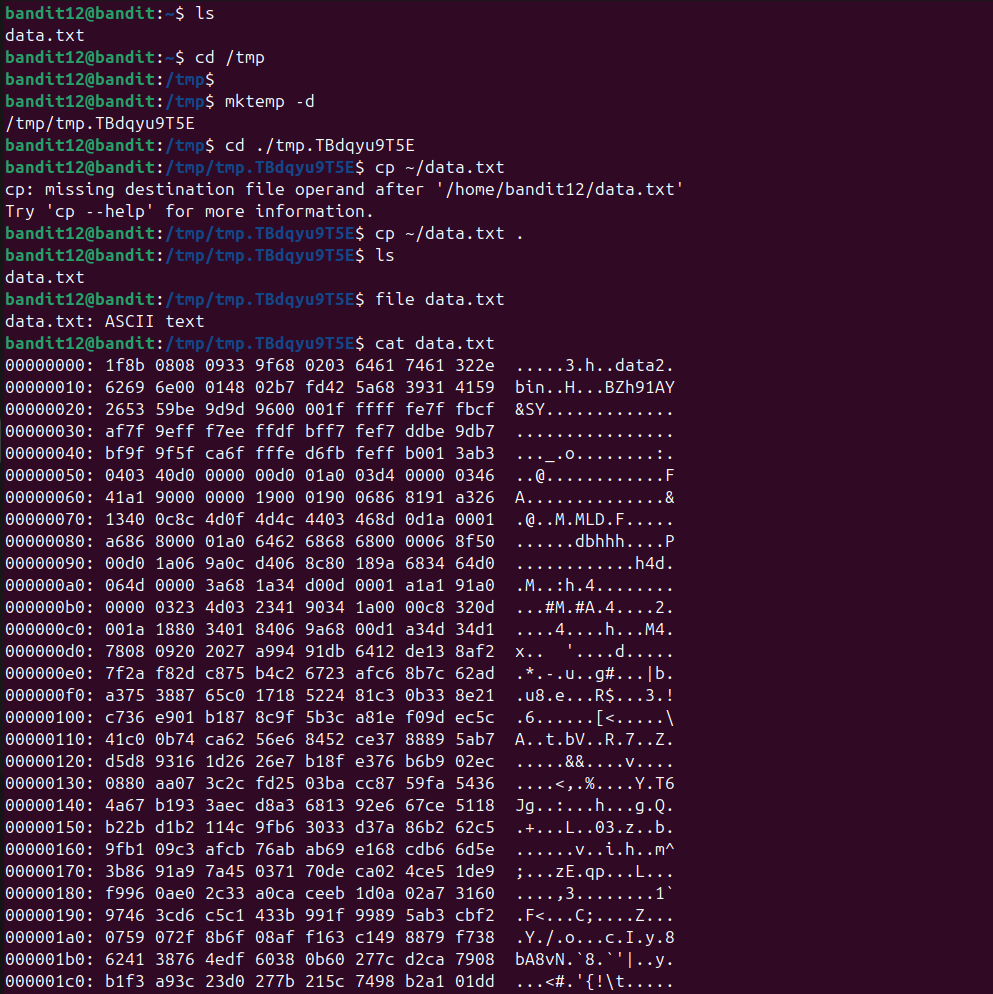 bandit12@bandit:~$ ls
data.txt
bandit12@bandit:~$ cd /tmp
bandit12@bandit:/tmp$
bandit12@bandit:/tmp$ mktemp -d
/tmp/tmp.TBdqyu9T5E
bandit12@bandit:/tmp$ cd ./tmp.TBdqyu9T5E
bandit12@bandit:/tmp/tmp.TBdqyu9T5E$ cp ~/data.txt
cp: missing destination file operand after '/home/bandit12/data.txt'
Try 'cp --help' for more information.
bandit12@bandit:/tmp/tmp.TBdqyu9T5E$ cp ~/data.txt .
bandit12@bandit:/tmp/tmp.TBdqyu9T5E$ ls
data.txt
bandit12@bandit:/tmp/tmp.TBdqyu9T5E$ file data.txt
data.txt: ASCII text
bandit12@bandit:/tmp/tmp.TBdqyu9T5E$ cat data.txt
00000000: 1f8b 0808 0933 9f68 0203 6461 7461 322e  .....3.h..data2.
00000010: 6269 6e00 0148 02b7 fd42 5a68 3931 4159  bin..H...BZh91AY
00000020: 2653 59be 9d9d 9600 001f ffff fe7f fbcf  &SY.............
00000030: af7f 9eff f7ee ffdf bff7 fef7 ddbe 9db7  ................
00000040: bf9f 9f5f ca6f fffe d6fb feff b001 3ab3  ..._.o........:.
00000050: 0403 40d0 0000 00d0 01a0 03d4 0000 0346  ..@............F
00000060: 41a1 9000 0000 1900 0190 0686 8191 a326  A..............&
00000070: 1340 0c8c 4d0f 4d4c 4403 468d 0d1a 0001  .@..M.MLD.F.....
00000080: a686 8000 01a0 6462 6868 6800 0006 8f50  ......dbhhh....P
00000090: 00d0 1a06 9a0c d406 8c80 189a 6834 64d0  ............h4d.
000000a0: 064d 0000 3a68 1a34 d00d 0001 a1a1 91a0  .M..:h.4........
000000b0: 0000 0323 4d03 2341 9034 1a00 00c8 320d  ...#M.#A.4....2.
000000c0: 001a 1880 3401 8406 9a68 00d1 a34d 34d1  ....4....h...M4.
000000d0: 7808 0920 2027 a994 91db 6412 de13 8af2  x..  '....d.....
000000e0: 7f2a f82d c875 b4c2 6723 afc6 8b7c 62ad  .*.-.u..g#...|b.
000000f0: a375 3887 65c0 1718 5224 81c3 0b33 8e21  .u8.e...R$...3.!
00000100: c736 e901 b187 8c9f 5b3c a81e f09d ec5c  .6......[<.....\
00000110: 41c0 0b74 ca62 56e6 8452 ce37 8889 5ab7  A..t.bV..R.7..Z.
00000120: d5d8 9316 1d26 26e7 b18f e376 b6b9 02ec  .....&&....v....
00000130: 0880 aa07 3c2c fd25 03ba cc87 59fa 5436  ....<,.%....Y.T6
00000140: 4a67 b193 3aec d8a3 6813 92e6 67ce 5118  Jg..:...h...g.Q.
00000150: b22b d1b2 114c 9fb6 3033 d37a 86b2 62c5  .+...L..03.z..b.
00000160: 9fb1 09c3 afcb 76ab ab69 e168 cdb6 6d5e  ......v..i.h..m^
00000170: 3b86 91a9 7a45 0371 70de ca02 4ce5 1de9  ;...zE.qp...L...
00000180: f996 0ae0 2c33 a0ca ceeb 1d0a 02a7 3160  ....,3........1`
00000190: 9746 3cd6 c5c1 433b 991f 9989 5ab3 cbf2  .F<...C;....Z...
000001a0: 0759 072f 8b6f 08af f163 c149 8879 f738  .Y./.o...c.I.y.8
000001b0: 6241 3876 4edf 6038 0b60 277c d2ca 7908  bA8vN.`8.`'|..y.
000001c0: b1f3 a93c 23d0 277b 215c 7498 b2a1 01dd  ...<#.'{!\t.....